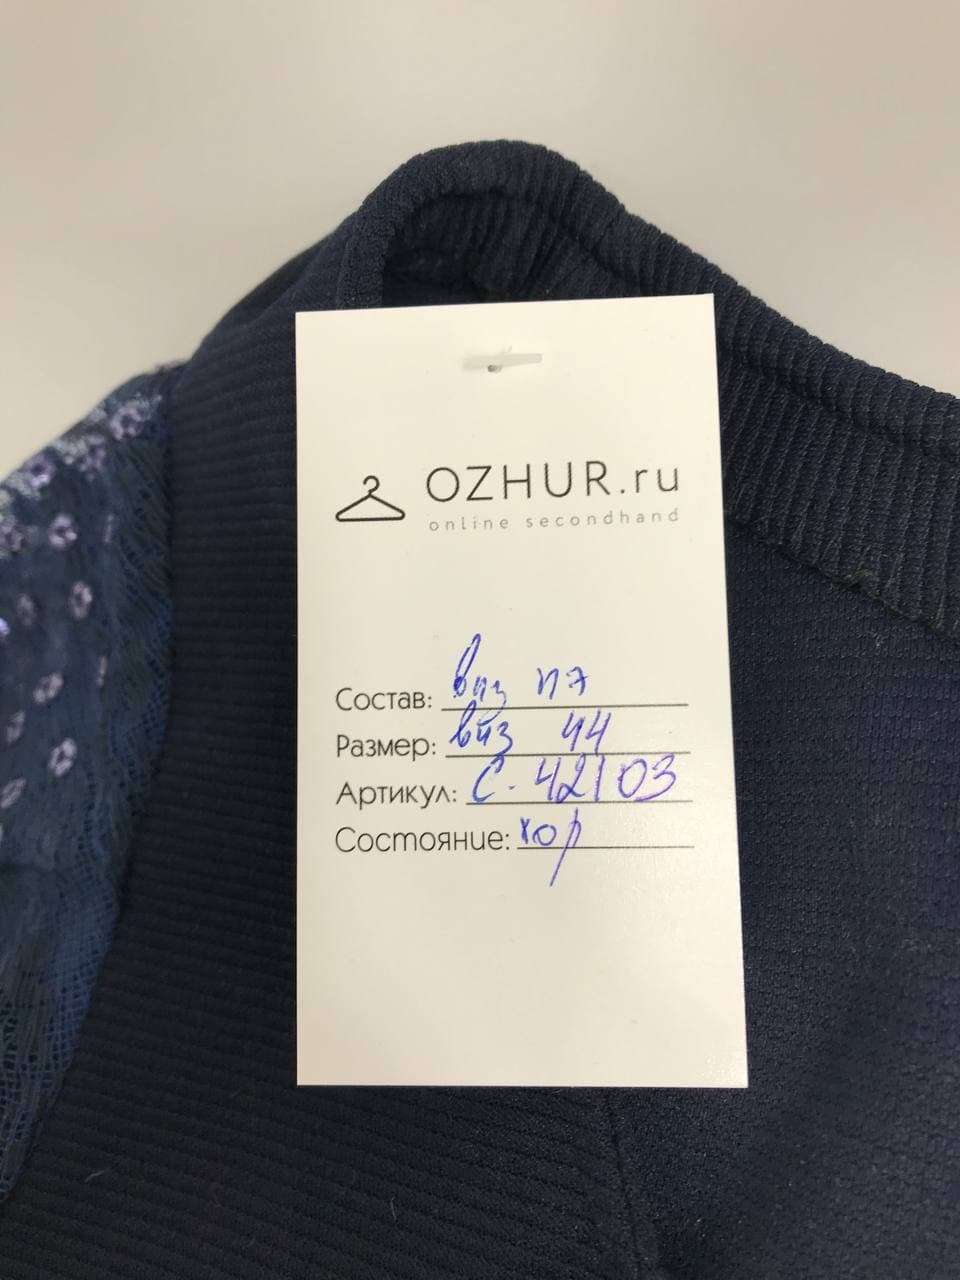 OZHUR.ru
online secondhand
Состав: виз пэ
Размер: виз 44
Артикул: С-42103
Состояние: хор